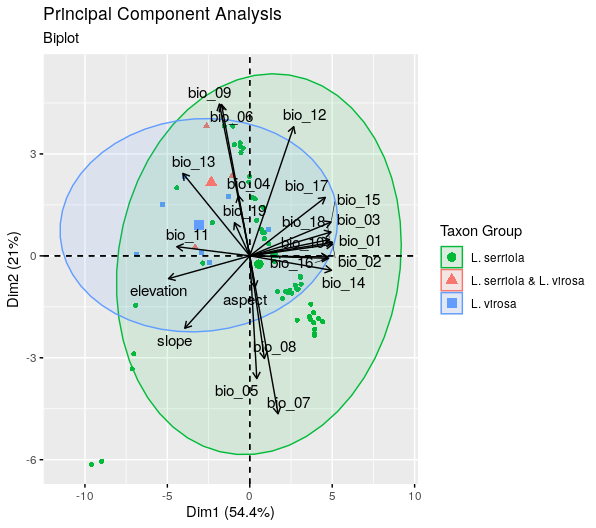 Principal Component Analysis
Biplot
bio_09
bio_06
bio_12
bio_13
bio_04
bio_17
bio_15
bio_19
bio_18
bio_03
bio_11
bio_10
bio_01
bio_16
bio_02
elevation
aspect
bio_14
slope
bio_08
bio_05
bio_07
3
0
-3
-6
-10
-5
0
5
10
Dim1 (54.4%)
Dim2 (21%)
Taxon Group
L. serriola
L. serriola & L. virosa
L. virosa